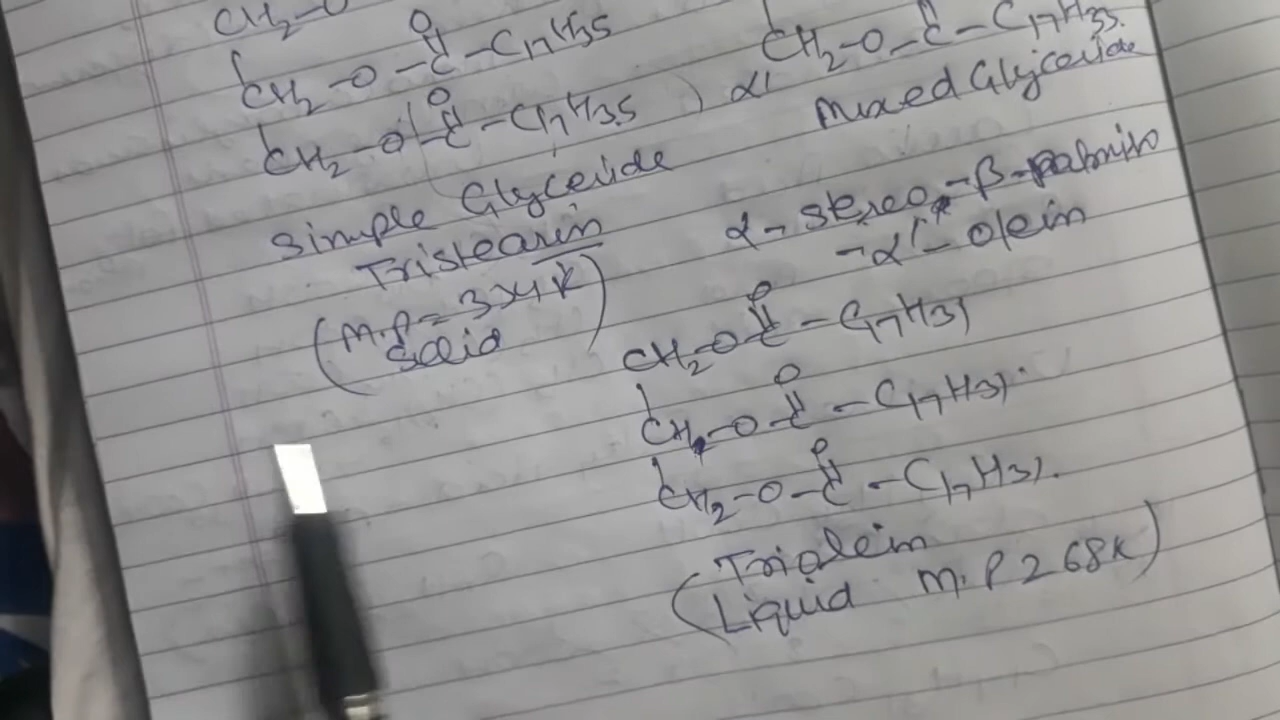 CH2-O
O
CH2-O-C-C17H35
O
CH2-O-C-C17H35
Simple Glyceride
Tristearin
(M.P = 344K)
Solid
CH2-O-C-C17H33.
) α'
Mixed Glyceride
α-stereo-β-palmito
-α'-olein
O
CH2-O-C-C17H31
O
CH2-O-C-C17H31.
O
CH2-O-C-C17H31.
(Triolein
Liquid M.P 268K)